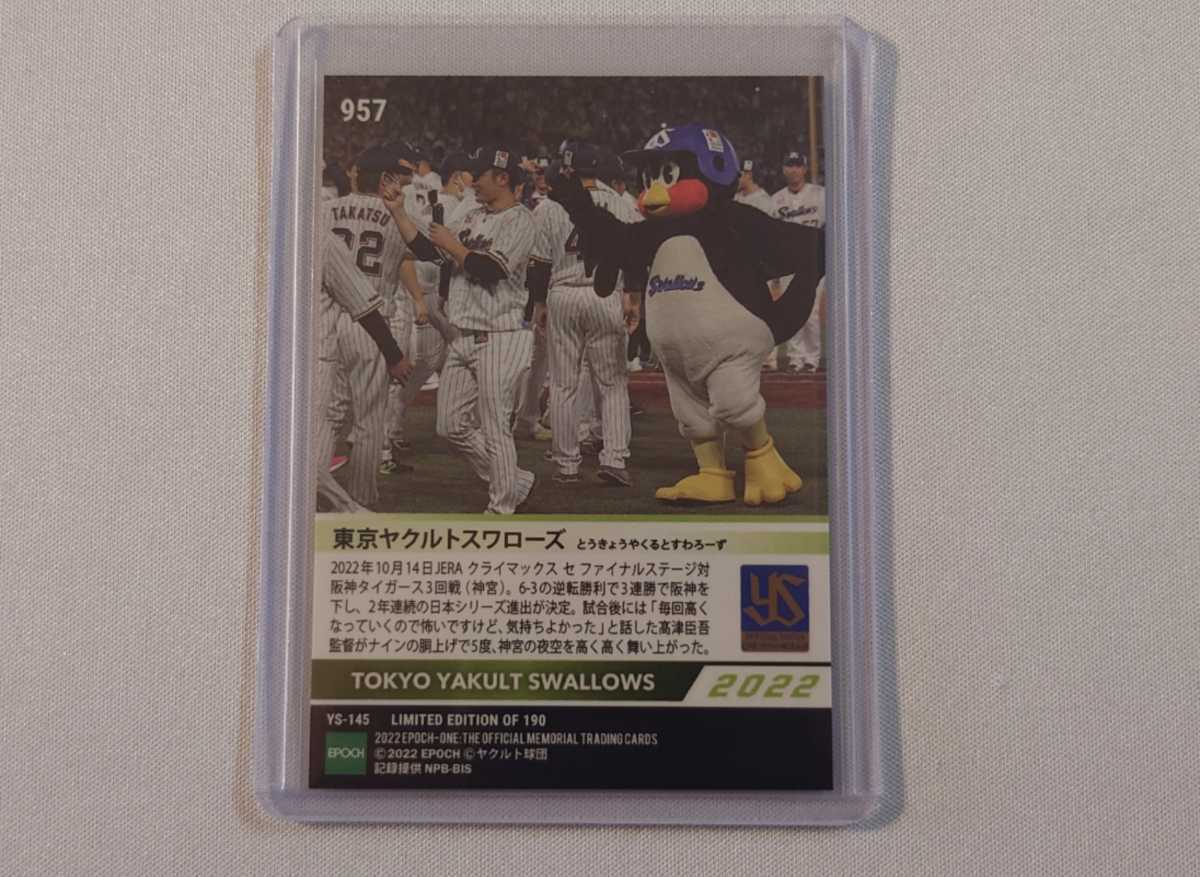 957
TAKATSU
22
Swallows
Swallows
Swallows
東京ヤクルトスワローズ とうきょうやくるとすわろーず
2022年10月14日JERA クライマックス セ ファイナルステージ対
阪神タイガース3回戦(神宮)。6-3の逆転勝利で3連勝で阪神を
下し、2年連続の日本シリーズ進出が決定。試合後には「毎回高く
なっていくので怖いですけど、気持ちよかった」と話した髙津臣吾
監督がナインの胴上げで5度、神宮の夜空を高く高く舞い上がった。
YS
TOKYO YAKULT SWALLOWS 2022
YS-145 LIMITED EDITION OF 190
EPOCH
2022 EPOCH-ONE:THE OFFICIAL MEMORIAL TRADING CARDS
©2022 EPOCH ©ヤクルト球団
記録提供 NPB-BIS